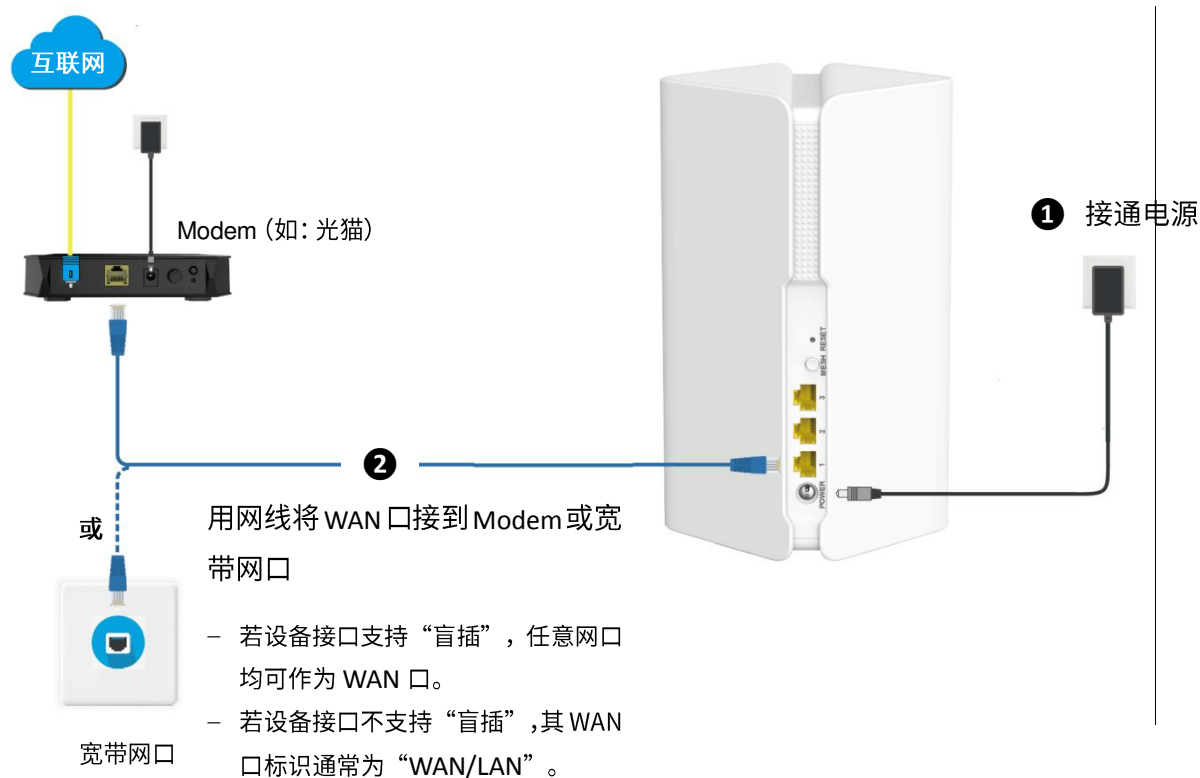 互联网
Modem（如：光猫）
❶ 接通电源
RESET
MESH
3
2
1
POWER
❷
用网线将 WAN 口接到 Modem 或宽
带网口
或
– 若设备接口支持“盲插”，任意网口
均可作为 WAN 口。
– 若设备接口不支持“盲插”,其 WAN
口标识通常为“WAN/LAN”。
宽带网口